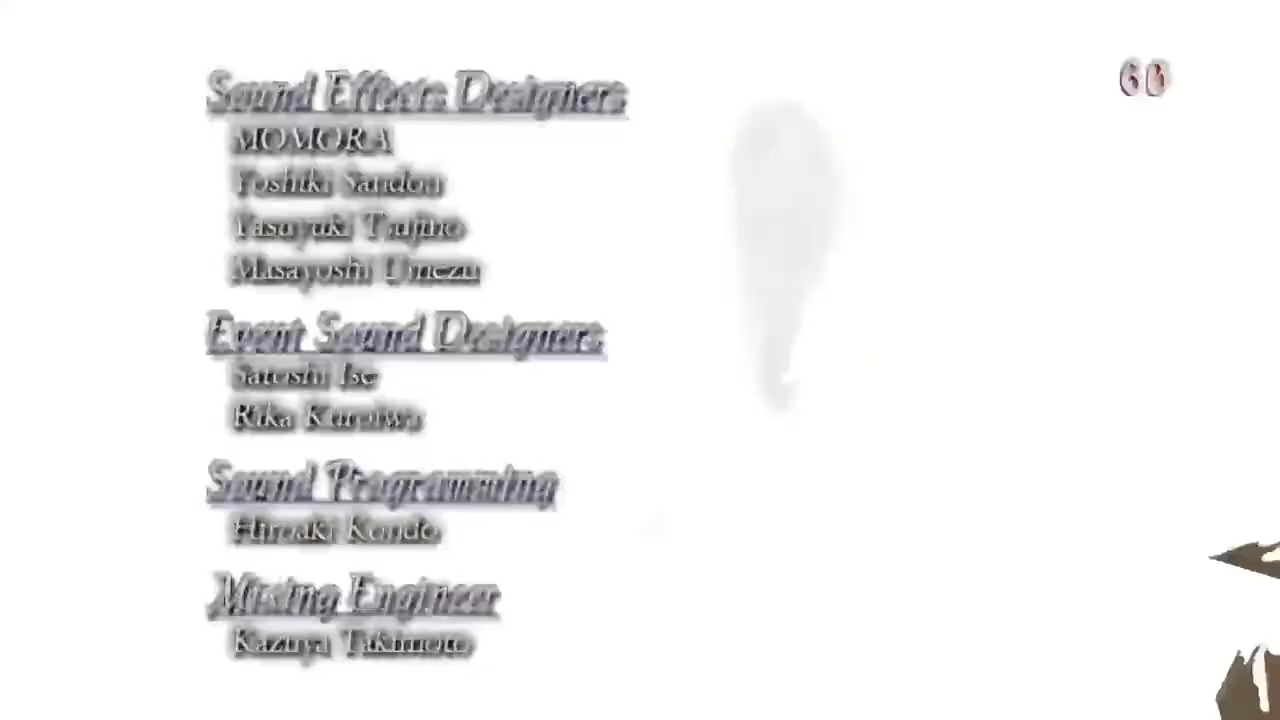 Sound Effects Designers
MOMORA
Yoshiki Sandou
Yasuyuki Tsujino
Masayoshi Umezu
Event Sound Designers
Satoshi Ise
Rika Kuroiwa
Sound Programming
Hiroaki Kondo
Mixing Engineer
Kazuya Takimoto